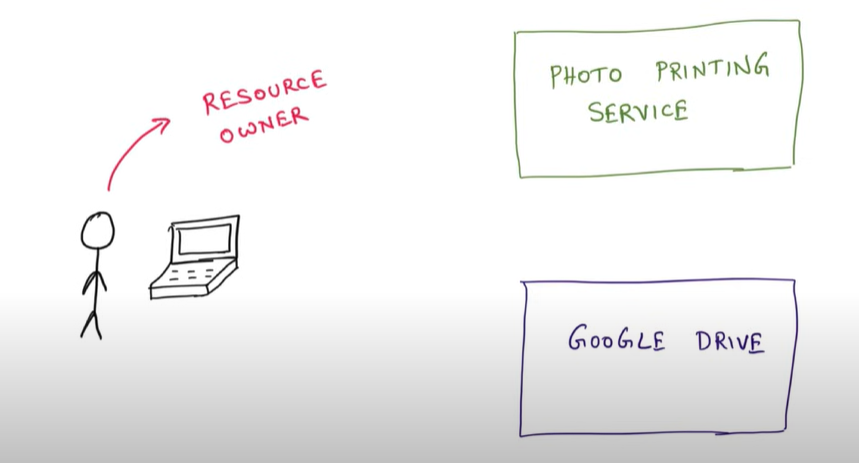 RESOURCE
OWNER
PHOTO PRINTING
SERVICE
GOOGLE DRIVE